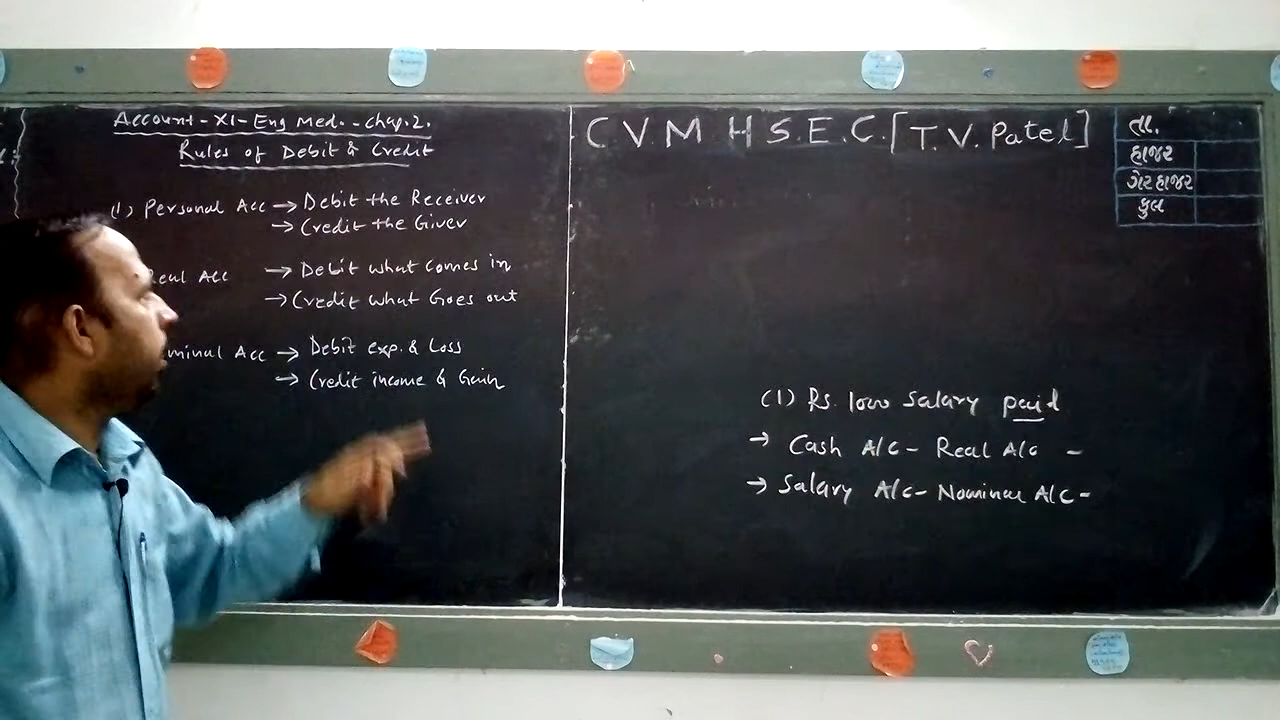 Account-XI-Eng Med.-chap.2.
Rules of Debit & Credit
(1) Personal Acc → Debit the Receiver
→ Credit the Giver
Real Acc → Debit what comes in
→ Credit what Goes out
minal Acc → Debit exp. & Loss
→ Credit income & Gain
C.V.M H.S.E.C. [T.V. Patel]
તા.
હાજર
ગેરહાજર
કુલ
(1) Rs. 1000 Salary paid
→ Cash A/c - Real A/c -
→ Salary A/c - Nominal A/c -